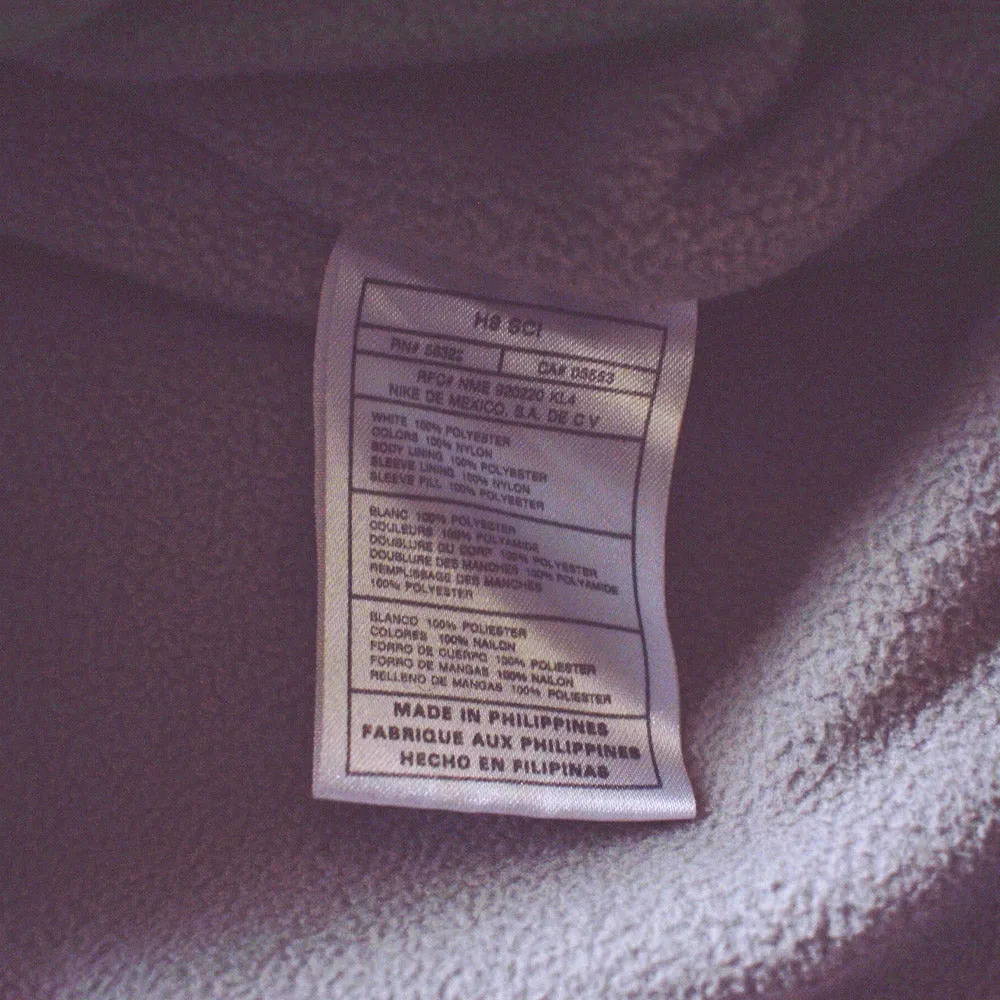 H9 SCI
RN# 56323 CA# 05553
RFC# NME 920220 KL4
NIKE DE MEXICO, S.A. DE C V
WHITE 100% POLYESTER
COLORS 100% NYLON
BODY LINING 100% POLYESTER
SLEEVE LINING 100% NYLON
SLEEVE FILL 100% POLYESTER
BLANC 100% POLYESTER
COULEURS 100% POLYAMIDE
DOUBLURE DU CORP 100% POLYESTER
DOUBLURE DES MANCHES 100% POLYAMIDE
REMPLISSAGE DES MANCHES
100% POLYESTER
BLANCO 100% POLIESTER
COLORES 100% NAILON
FORRO DE CUERPO 100% POLIESTER
FORRO DE MANGAS 100% NAILON
RELLENO DE MANGAS 100% POLIESTER
MADE IN PHILIPPINES
FABRIQUE AUX PHILIPPINES
HECHO EN FILIPINAS